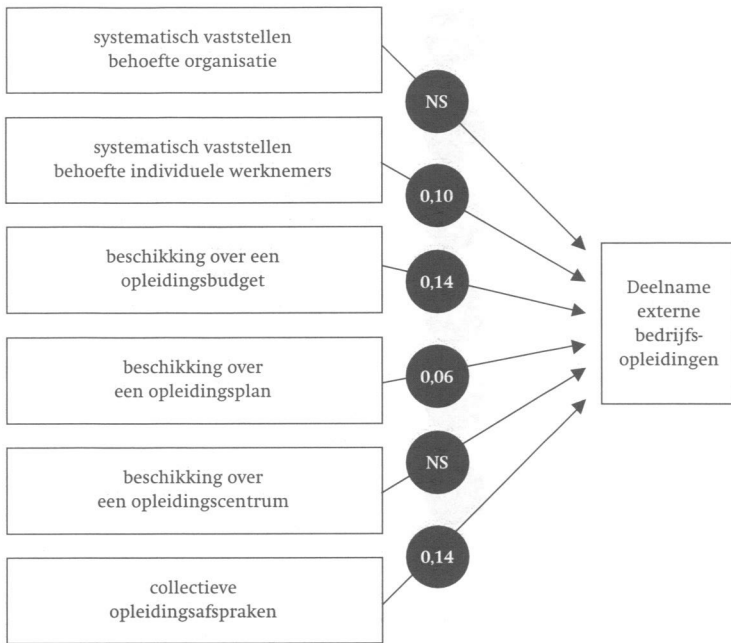 systematisch vaststellen
behoefte organisatie
NS
systematisch vaststellen
behoefte individuele werknemers
0,10
beschikking over een
opleidingsbudget
0,14
beschikking over
een opleidingsplan
0,06
beschikking over
een opleidingscentrum
NS
collectieve
opleidingsafspraken
0,14
Deelname
externe
bedrijfs-
opleidingen